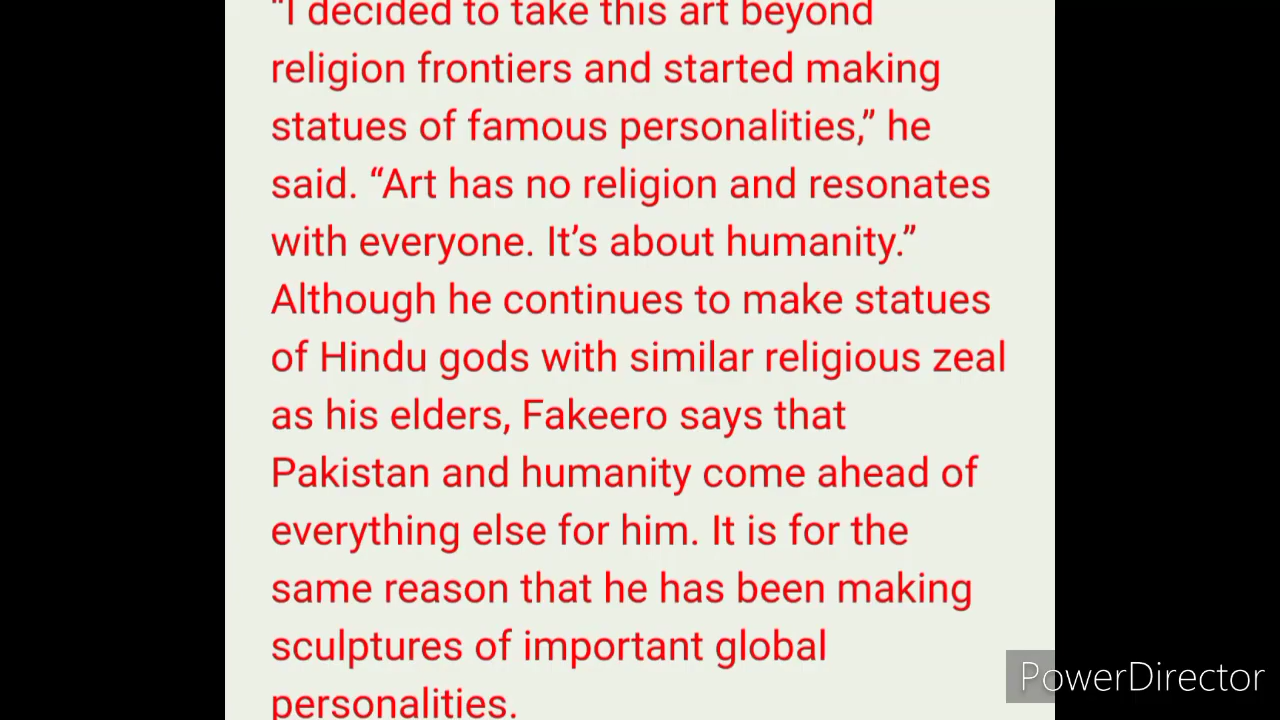 “I decided to take this art beyond
religion frontiers and started making
statues of famous personalities,” he
said. “Art has no religion and resonates
with everyone. It’s about humanity.”
Although he continues to make statues
of Hindu gods with similar religious zeal
as his elders, Fakeero says that
Pakistan and humanity come ahead of
everything else for him. It is for the
same reason that he has been making
sculptures of important global
personalities.
PowerDirector